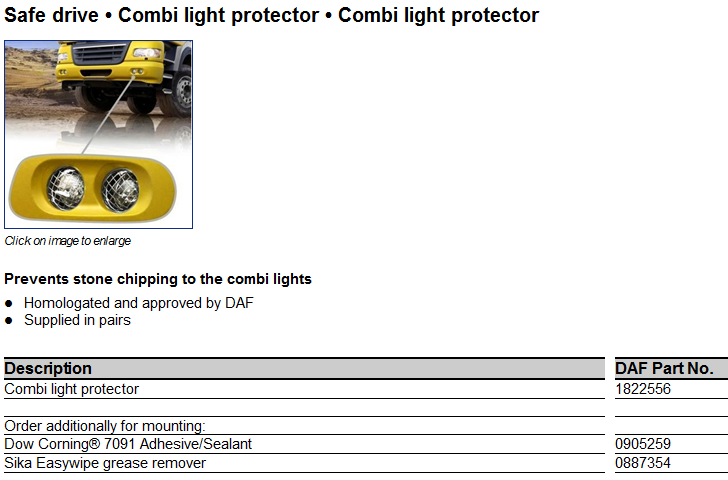 Safe drive • Combi light protector • Combi light protector
Click on image to enlarge
Prevents stone chipping to the combi lights
● Homologated and approved by DAF
● Supplied in pairs
Description DAF Part No.
Combi light protector 1822556
Order additionally for mounting:
Dow Corning® 7091 Adhesive/Sealant 0905259
Sika Easywipe grease remover 0887354